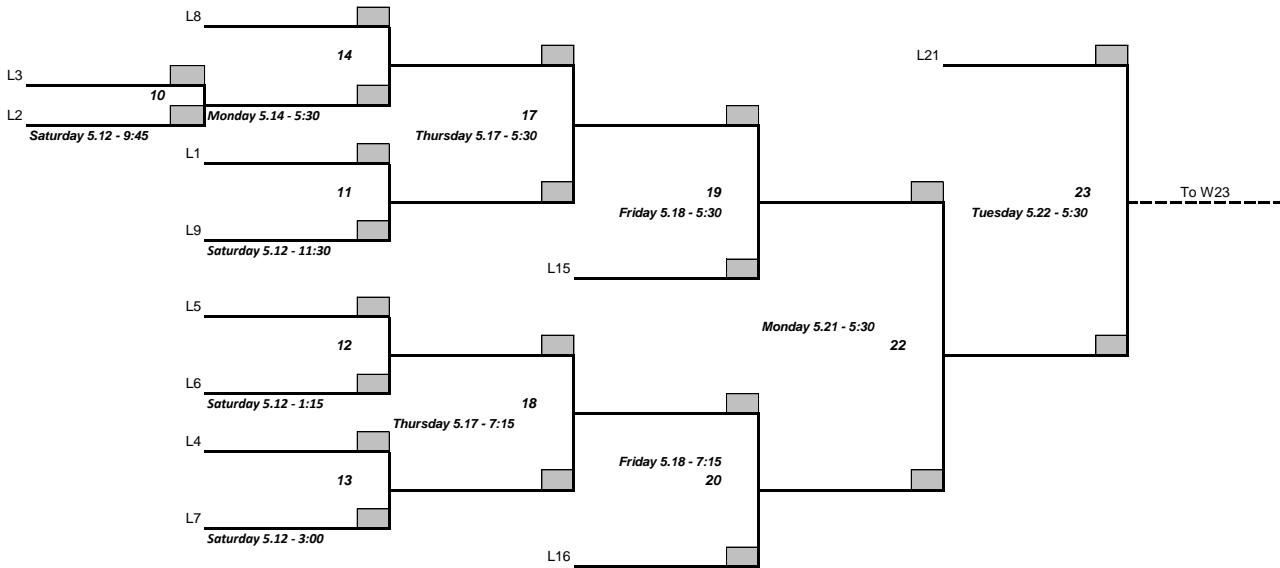 L8
14
L21
L3
10
L2
Monday 5.14 - 5:30
17
Saturday 5.12 - 9:45
Thursday 5.17 - 5:30
L1
11
19
23
To W23
Friday 5.18 - 5:30
Tuesday 5.22 - 5:30
L9
Saturday 5.12 - 11:30
L15
L5
Monday 5.21 - 5:30
12
22
L6
Saturday 5.12 - 1:15
18
Thursday 5.17 - 7:15
L4
Friday 5.18 - 7:15
13
20
L7
Saturday 5.12 - 3:00
L16